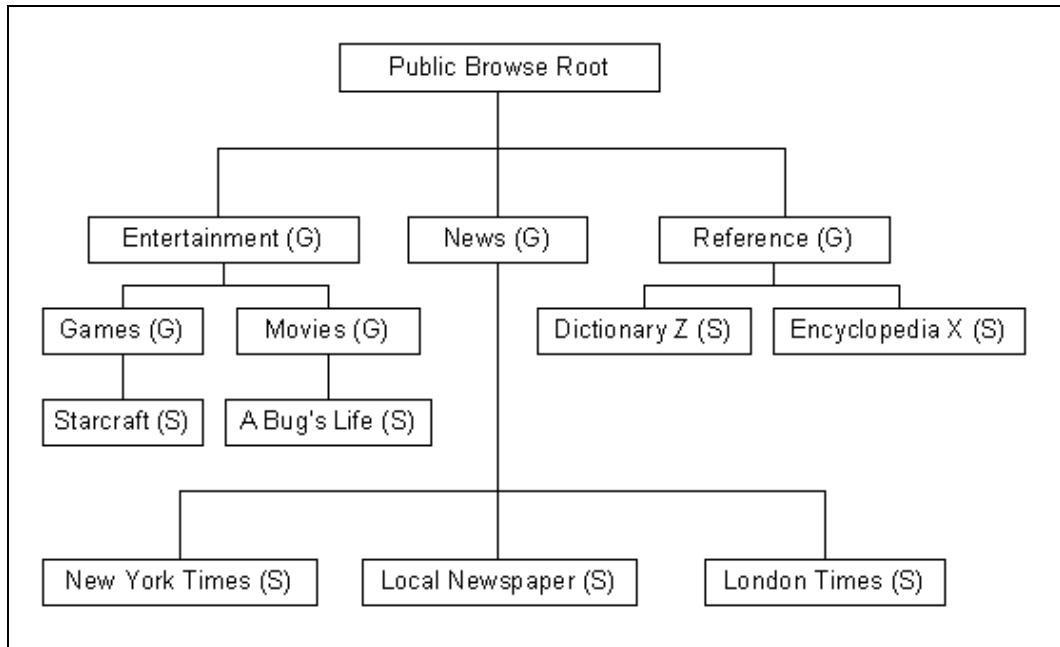 Public Browse Root
Entertainment (G)
News (G)
Reference (G)
Games (G)
Movies (G)
Dictionary Z (S)
Encyclopedia X (S)
Starcraft (S)
A Bug's Life (S)
New York Times (S)
Local Newspaper (S)
London Times (S)